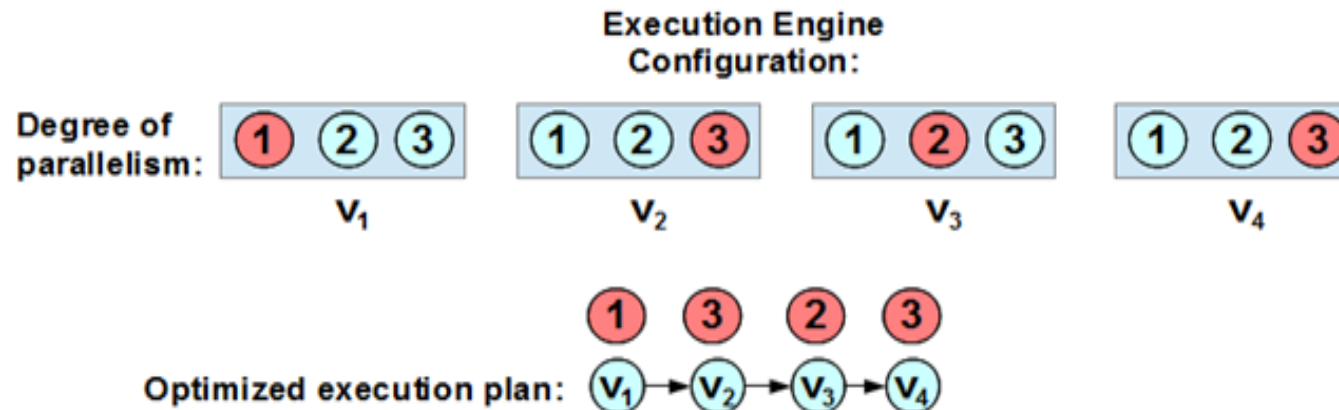 Execution Engine
Configuration:
Degree of
parallelism:
1 2 3 1 2 3 1 2 3 1 2 3
v₁ v₂ v₃ v₄
1 3 2 3
Optimized execution plan: v₁ v₂ v₃ v₄